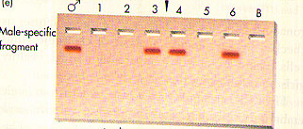 (e)
♂ 1 2 3 4 5 6 B
Male-specific
fragment